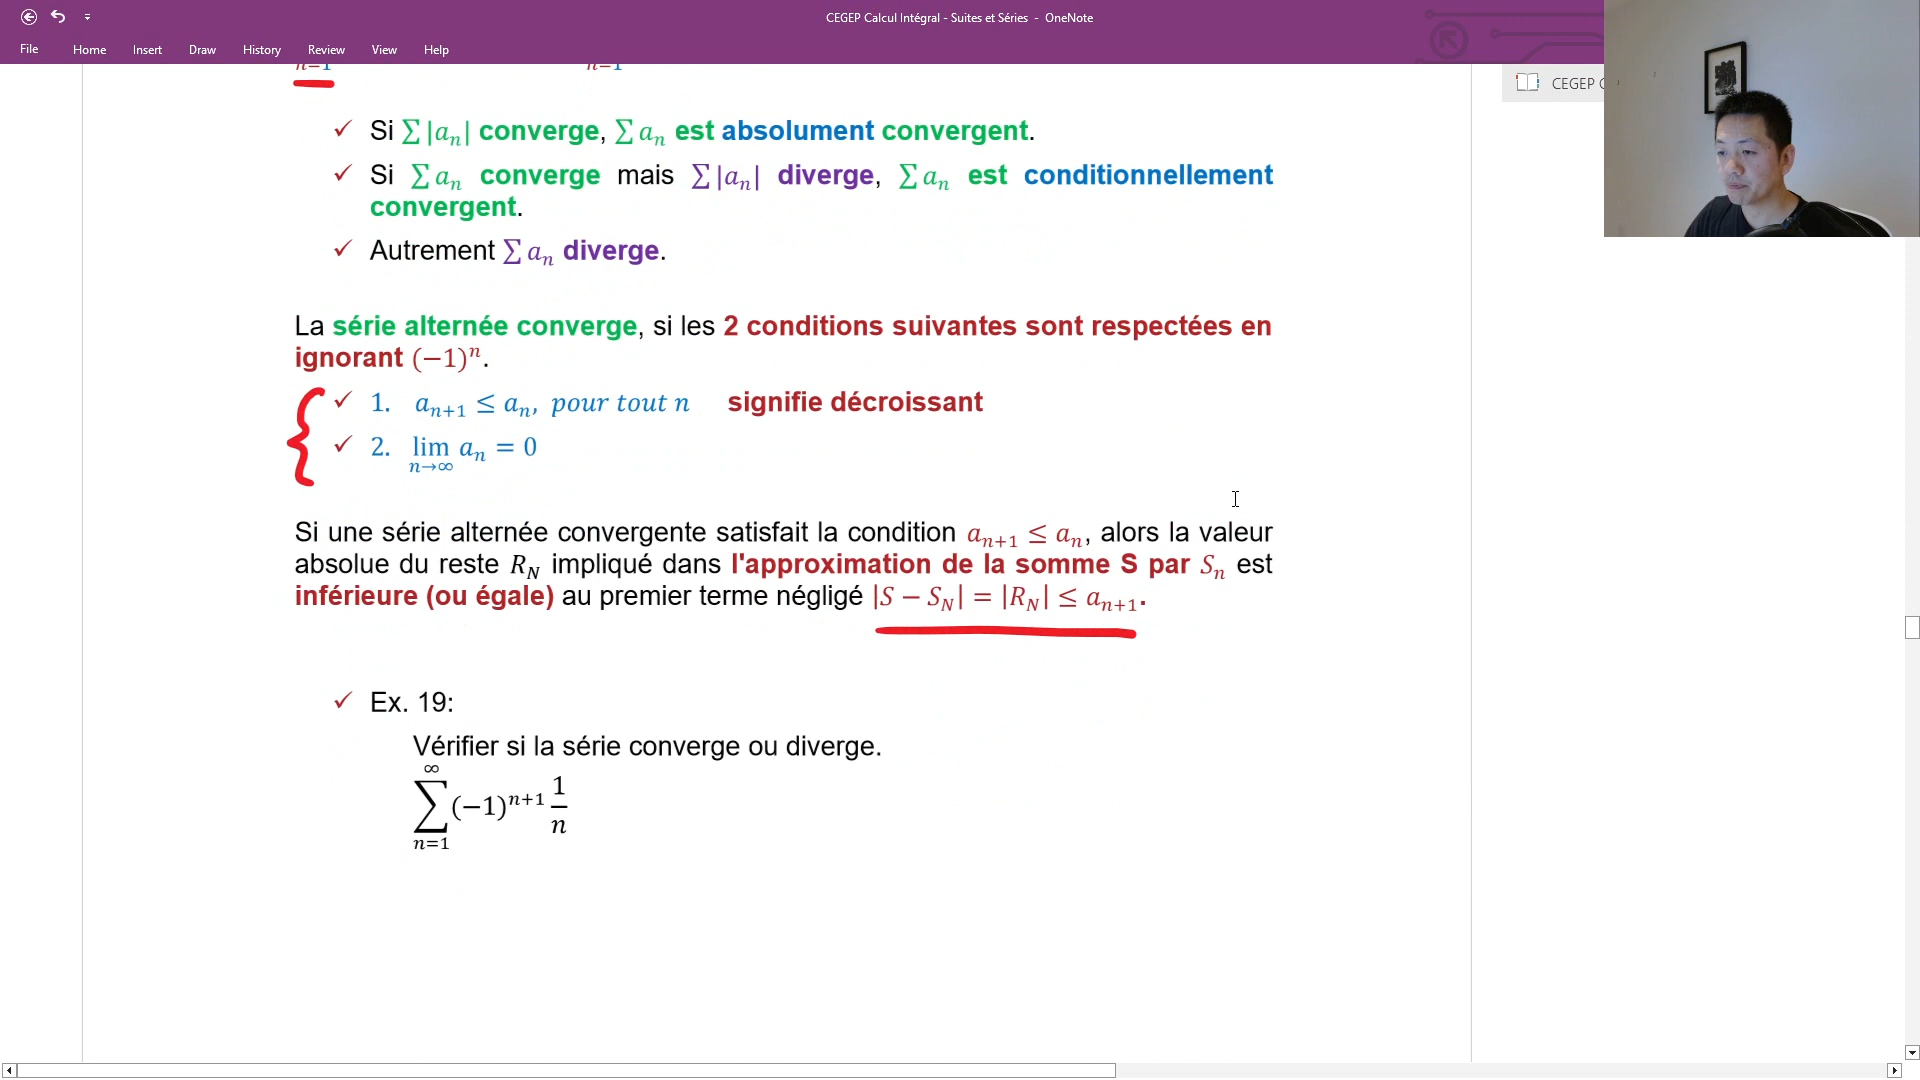 CEGEP Calcul Intégral - Suites et Séries - OneNote
File Home Insert Draw History Review View Help
n=1 n=1
CEGEP
✓ Si ∑|aₙ| converge, ∑ aₙ est absolument convergent.
✓ Si ∑ aₙ converge mais ∑|aₙ| diverge, ∑ aₙ est conditionnellement
convergent.
✓ Autrement ∑ aₙ diverge.
La série alternée converge, si les 2 conditions suivantes sont respectées en
ignorant (−1)ⁿ.
✓ 1. aₙ₊₁ ≤ aₙ, pour tout n signifie décroissant
✓ 2. lim aₙ = 0
n→∞
Si une série alternée convergente satisfait la condition aₙ₊₁ ≤ aₙ, alors la valeur
absolue du reste R_N impliqué dans l'approximation de la somme S par Sₙ est
inférieure (ou égale) au premier terme négligé |S − S_N| = |R_N| ≤ aₙ₊₁.
✓ Ex. 19:
Vérifier si la série converge ou diverge.
∞
∑(−1)ⁿ⁺¹ 1/n
n=1